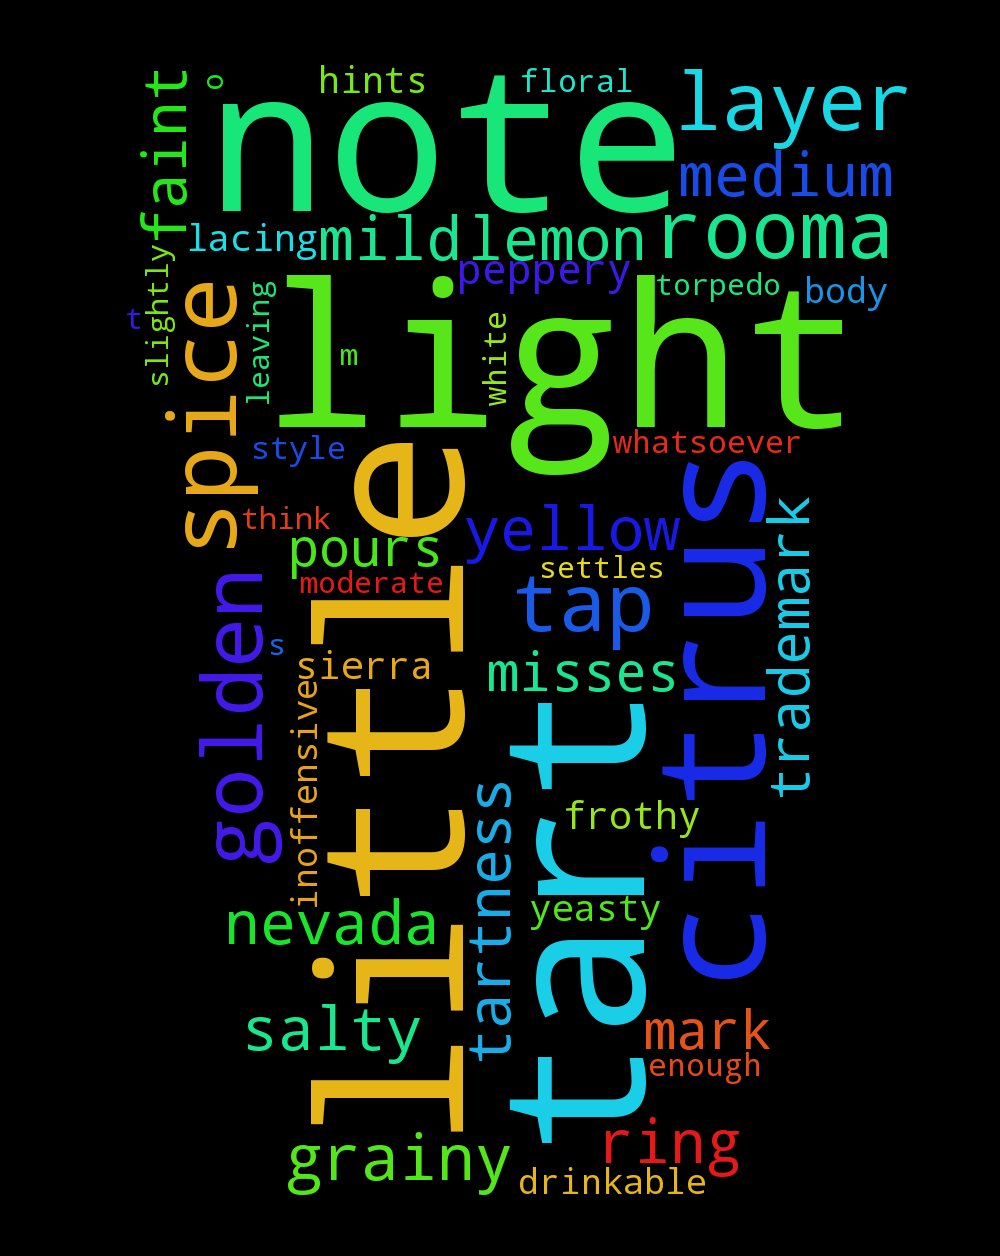 hints
floral
o
note
layer
faint
medium
lacing
mild
lemon
rooma
peppery
slightly
torpedo
body
t
spice
leaving
light
m
white
style
whatsoever
little
citrus
think
pours
yellow
trademark
moderate
settles
tap
golden
s
sierra
misses
inoffensive
tart
tartness
frothy
nevada
yeasty
salty
mark
enough
grainy
ring
drinkable